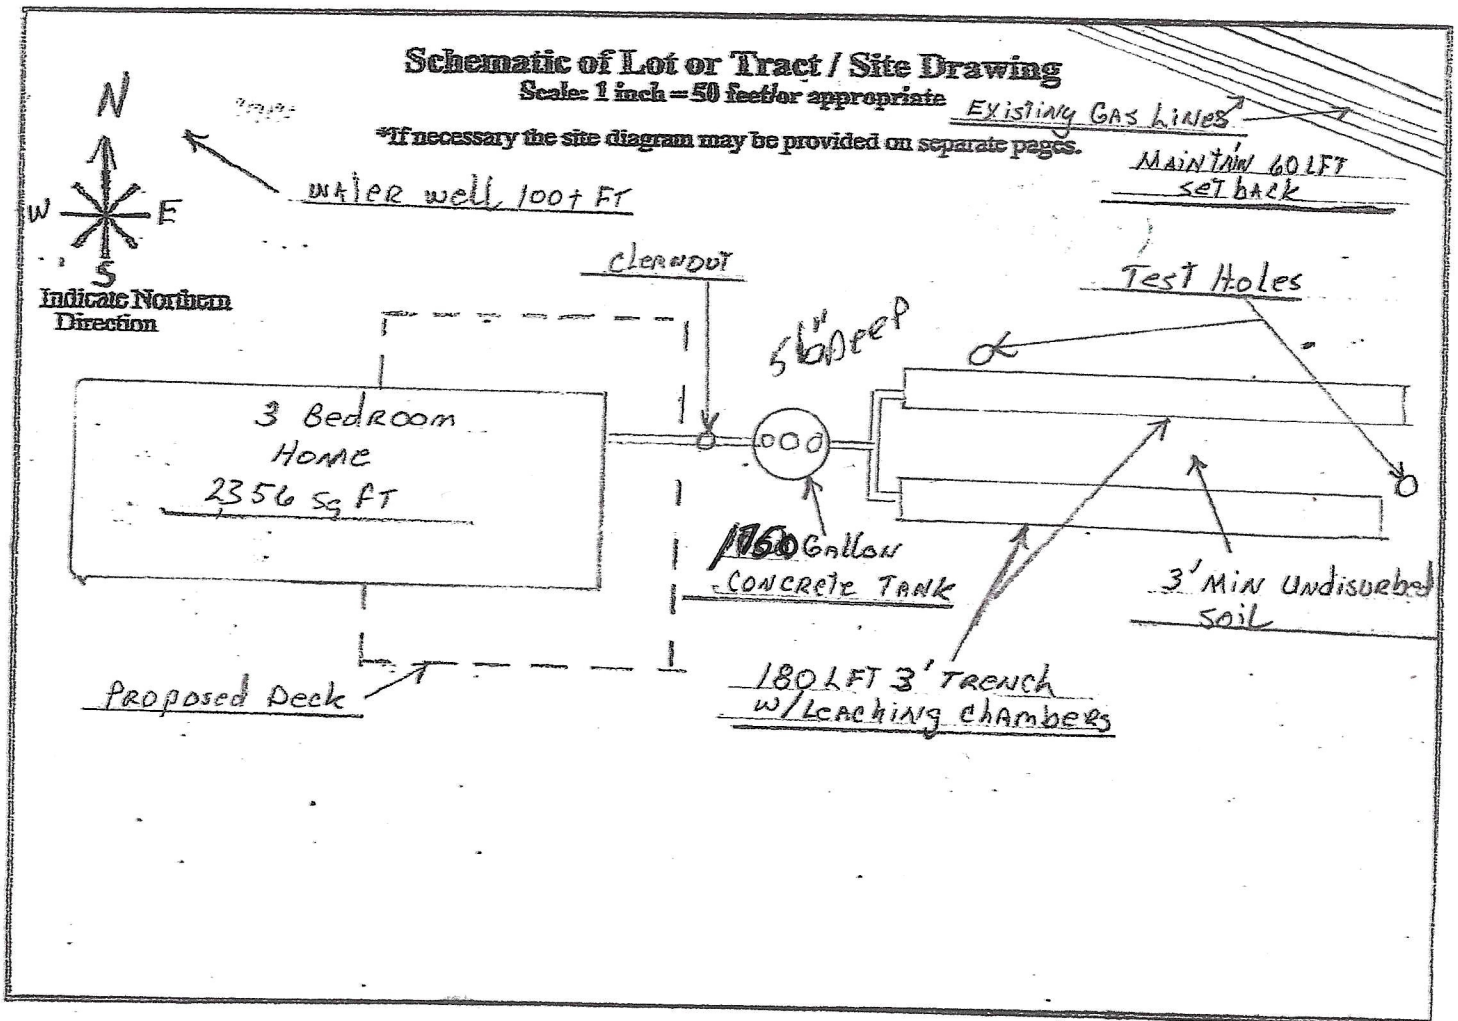 Schematic of Lot or Tract / Site Drawing
Scale: 1 inch = 50 feet/or appropriate
*If necessary the site diagram may be provided on separate pages.
Existing GAS Lines
MAINTAIN 60 LFT
SET BACK
N
W
E
S
Indicate Northern
Direction
WATER well 100+ FT
CLEANOUT
Test Holes
Deep
3 BedRoom
Home
2356 Sq FT
1750 GALLON
CONCRETE TANK
3' MIN UNDISURBED
SOIL
180 LFT 3' TRENCH
W/LEACHING ChAMBERS
PROPOSED Deck